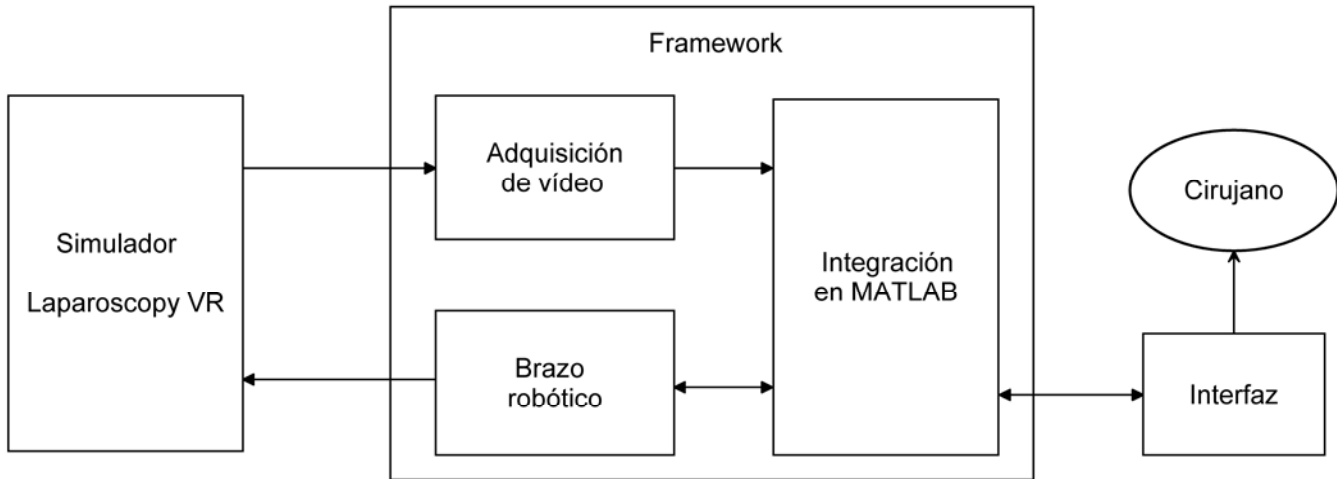 Framework
Adquisición
de vídeo
Cirujano
Simulador
Laparoscopy VR
Integración
en MATLAB
Brazo
robótico
Interfaz